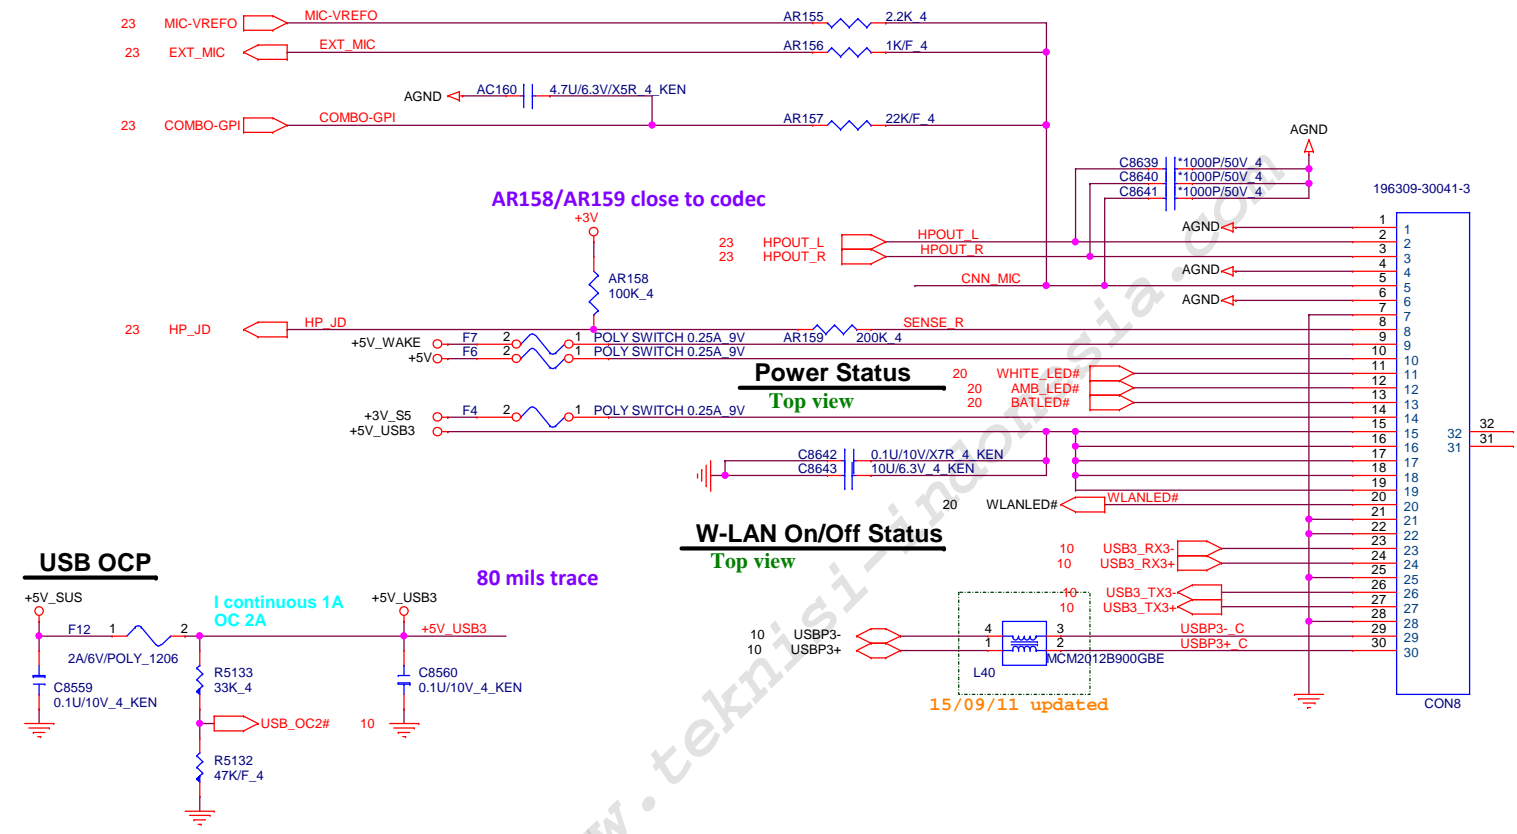 23 MIC-VREFO MIC-VREFO AR155 2.2K_4
23 EXT_MIC EXT_MIC AR156 1K/F_4
AGND AC160 4.7U/6.3V/X5R_4_KEN
23 COMBO-GPI COMBO-GPI AR157 22K/F_4
AGND
C8639 *1000P/50V_4
C8640 *1000P/50V_4
C8641 *1000P/50V_4
196309-30041-3
AR158/AR159 close to codec
+3V
AR158
100K_4
23 HPOUT_L HPOUT_L
23 HPOUT_R HPOUT_R
CNN_MIC
AGND
AGND
AGND
23 HP_JD HP_JD SENSE_R
AR159 200K_4
+5V_WAKE F7 2 1 POLY SWITCH 0.25A_9V
+5V F6 2 1 POLY SWITCH 0.25A_9V
Power Status
Top view
20 WHITE_LED#
20 AMB_LED#
20 BATLED#
+3V_S5 F4 2 1 POLY SWITCH 0.25A_9V
+5V_USB3
C8642 0.1U/10V/X7R_4_KEN
C8643 10U/6.3V_4_KEN
20 WLANLED# WLANLED#
W-LAN On/Off Status
Top view
10 USB3_RX3-
10 USB3_RX3+
10 USB3_TX3-
10 USB3_TX3+
10 USBP3- 4 3 USBP3-_C
10 USBP3+ 1 2 USBP3+_C
MCM2012B900GBE
L40
15/09/11 updated
1 1
2 2
3 3
4 4
5 5
6 6
7 7
8 8
9 9
10 10
11 11
12 12
13 13
14 14
15 15
16 16
17 17
18 18
19 19
20 20
21 21
22 22
23 23
24 24
25 25
26 26
27 27
28 28
29 29
30 30
32 32
31 31
CON8
USB OCP
80 mils trace
+5V_SUS
I continuous 1A
OC 2A
+5V_USB3
F12 1 2
+5V_USB3
2A/6V/POLY_1206
C8559
0.1U/10V_4_KEN
R5133
33K_4
C8560
0.1U/10V_4_KEN
USB_OC2# 10
R5132
47K/F_4
w.teknisi-indonesia.com